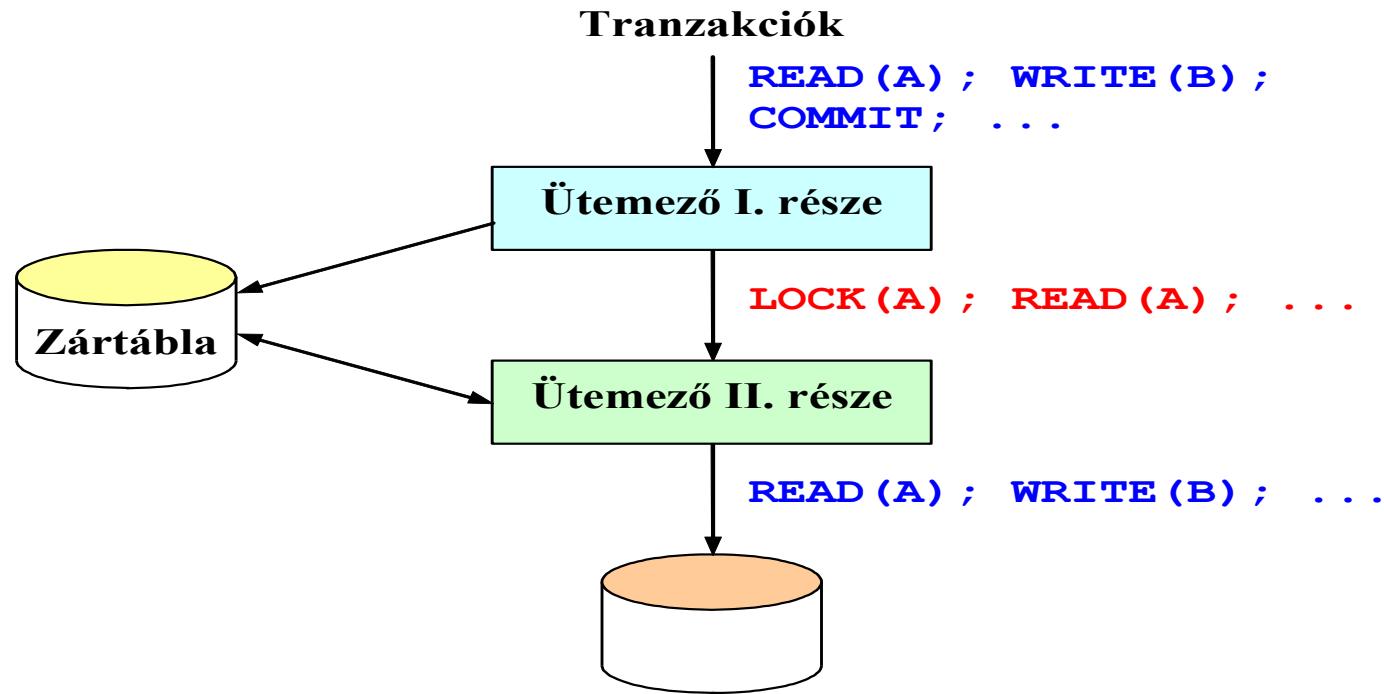 Tranzakciók
READ(A); WRITE(B);
COMMIT; ...
Ütemező I. része
LOCK(A); READ(A); ...
Zártábla
Ütemező II. része
READ(A); WRITE(B); ...